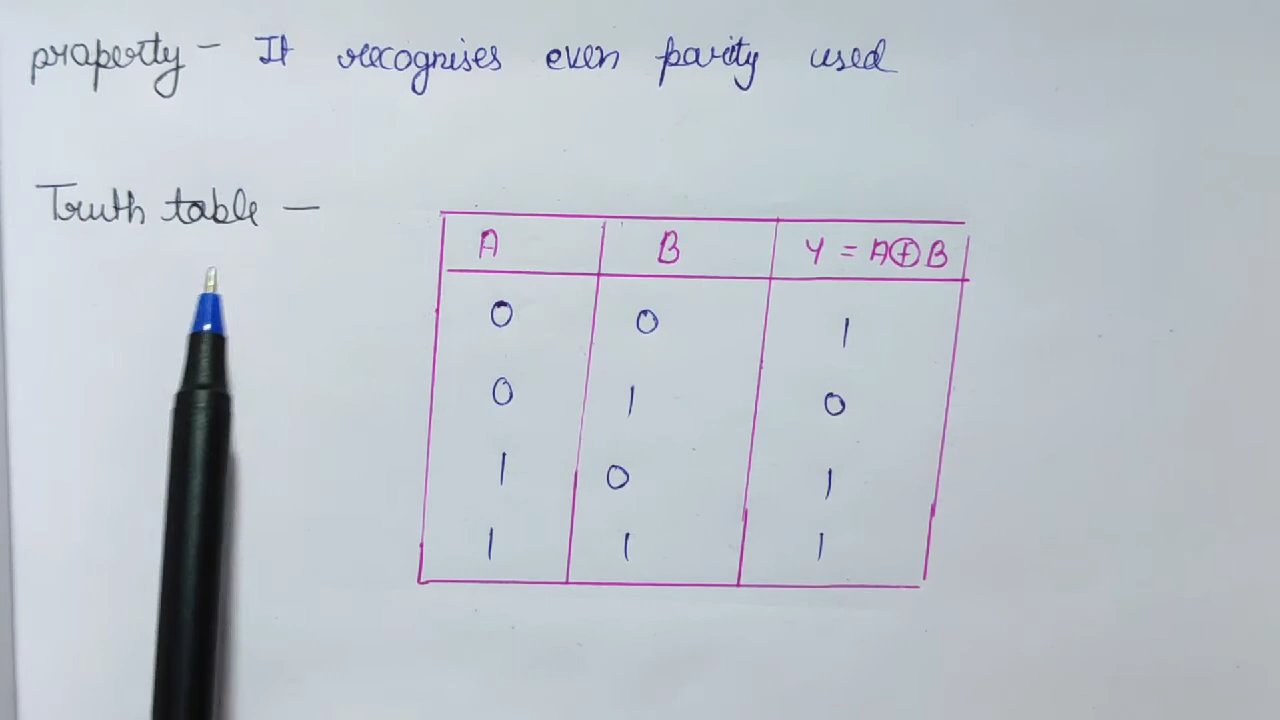 property - It recognises even parity used
Truth table -
A B Y = A⊕B
0 0 1
0 1 0
1 0 1
1 1 1